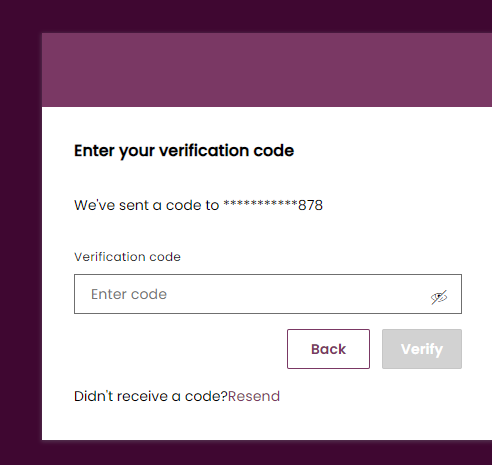 Enter your verification code
We've sent a code to ***********878
Verification code
Enter code
Back Verify
Didn't receive a code?Resend